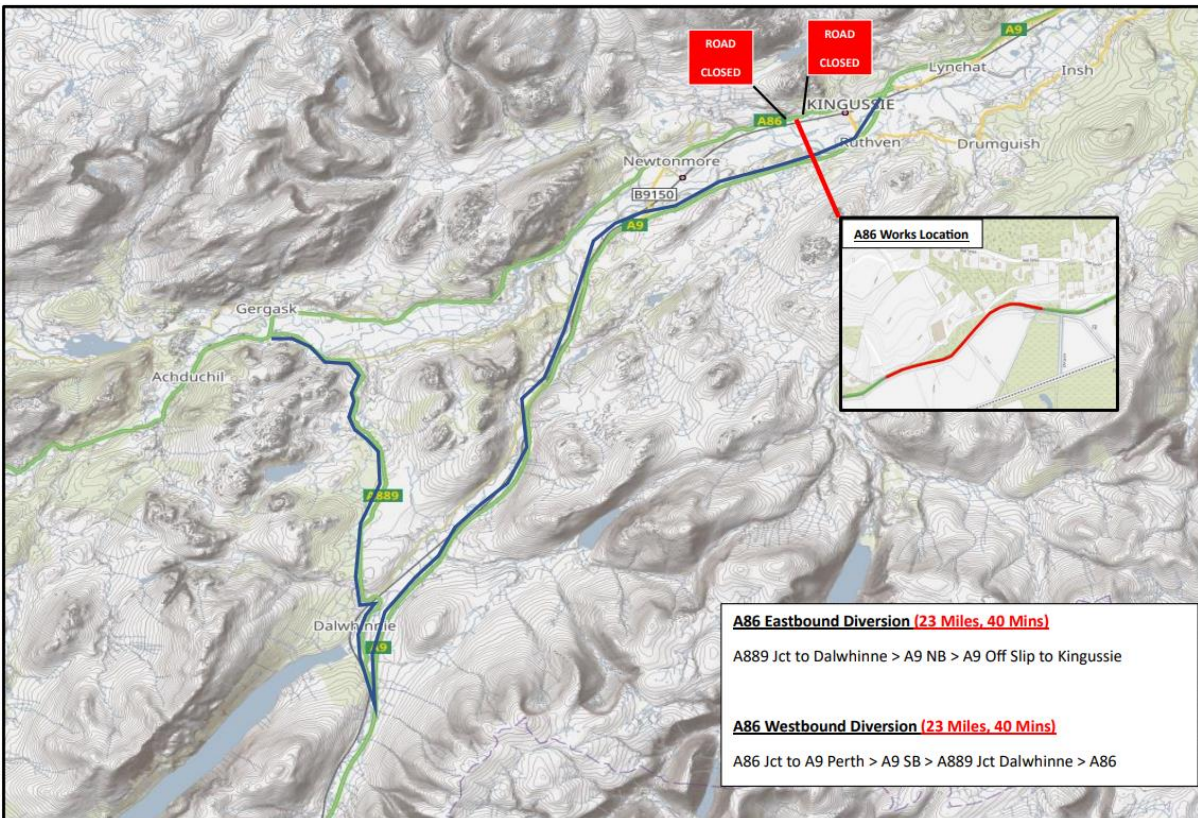 ROAD
CLOSED
ROAD
CLOSED
A9
Lynchat
Insh
KINGUSSIE
A86
Ruthven
Drumguish
Newtonmore
B9150
A9
A86 Works Location
Gergask
Achduchil
A889
Dalwhinnie
A9
A86 Eastbound Diversion (23 Miles, 40 Mins)
A889 Jct to Dalwhinne > A9 NB > A9 Off Slip to Kingussie
A86 Westbound Diversion (23 Miles, 40 Mins)
A86 Jct to A9 Perth > A9 SB > A889 Jct Dalwhinne > A86